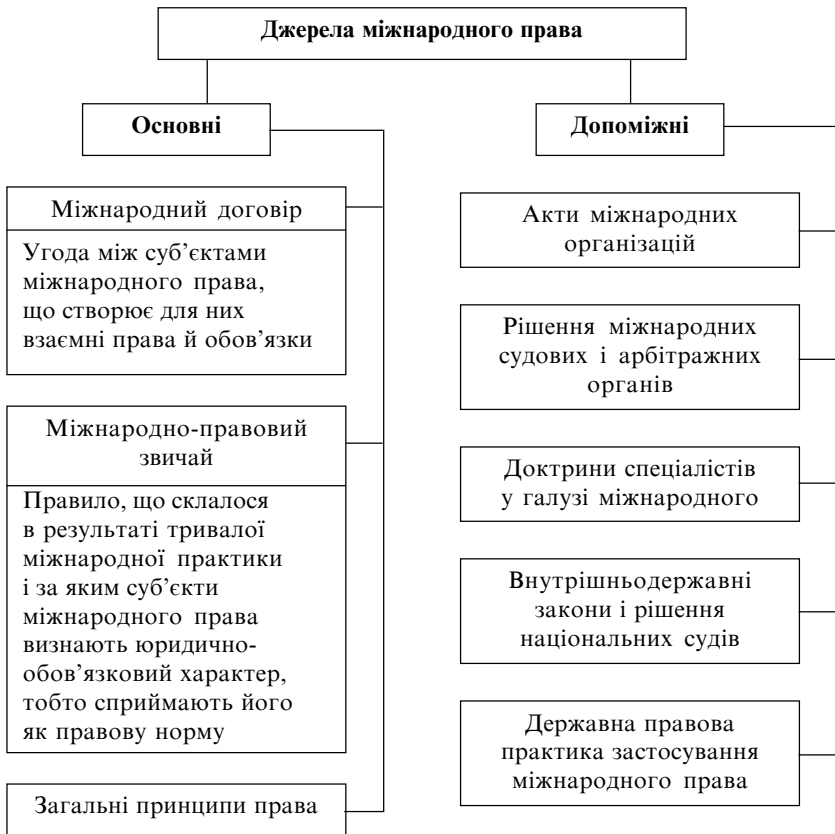 Джерела міжнародного права
Основні
Міжнародний договір
Угода між суб’єктами
міжнародного права,
що створює для них
взаємні права й обов’язки
Міжнародно-правовий
звичай
Правило, що склалося
в результаті тривалої
міжнародної практики
і за яким суб’єкти
міжнародного права
визнають юридично-
обов’язковий характер,
тобто сприймають його
як правову норму
Загальні принципи права
Допоміжні
Акти міжнародних
організацій
Рішення міжнародних
судових і арбітражних
органів
Доктрини спеціалістів
у галузі міжнародного
Внутрішньодержавні
закони і рішення
національних судів
Державна правова
практика застосування
міжнародного права